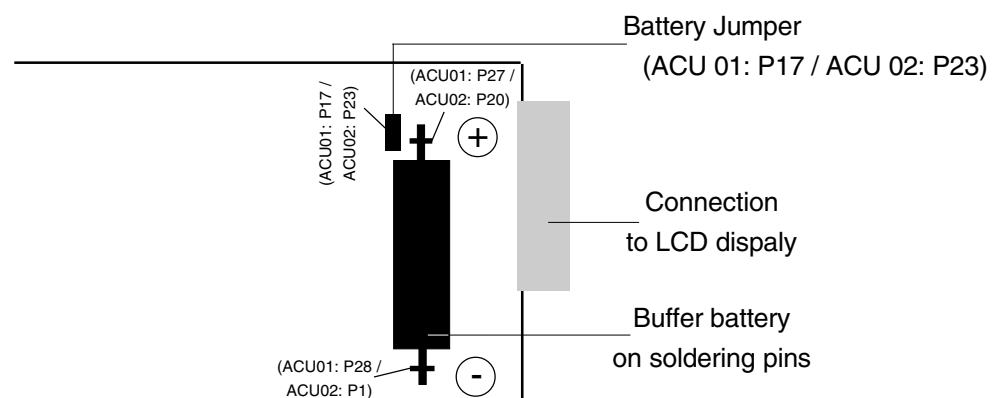 Battery Jumper
(ACU 01: P17 / ACU 02: P23)
(ACU01: P27 /
ACU02: P20)
(ACU01: P17 /
ACU02: P23)
+
Connection
to LCD dispaly
Buffer battery
on soldering pins
(ACU01: P28 /
ACU02: P1)
-